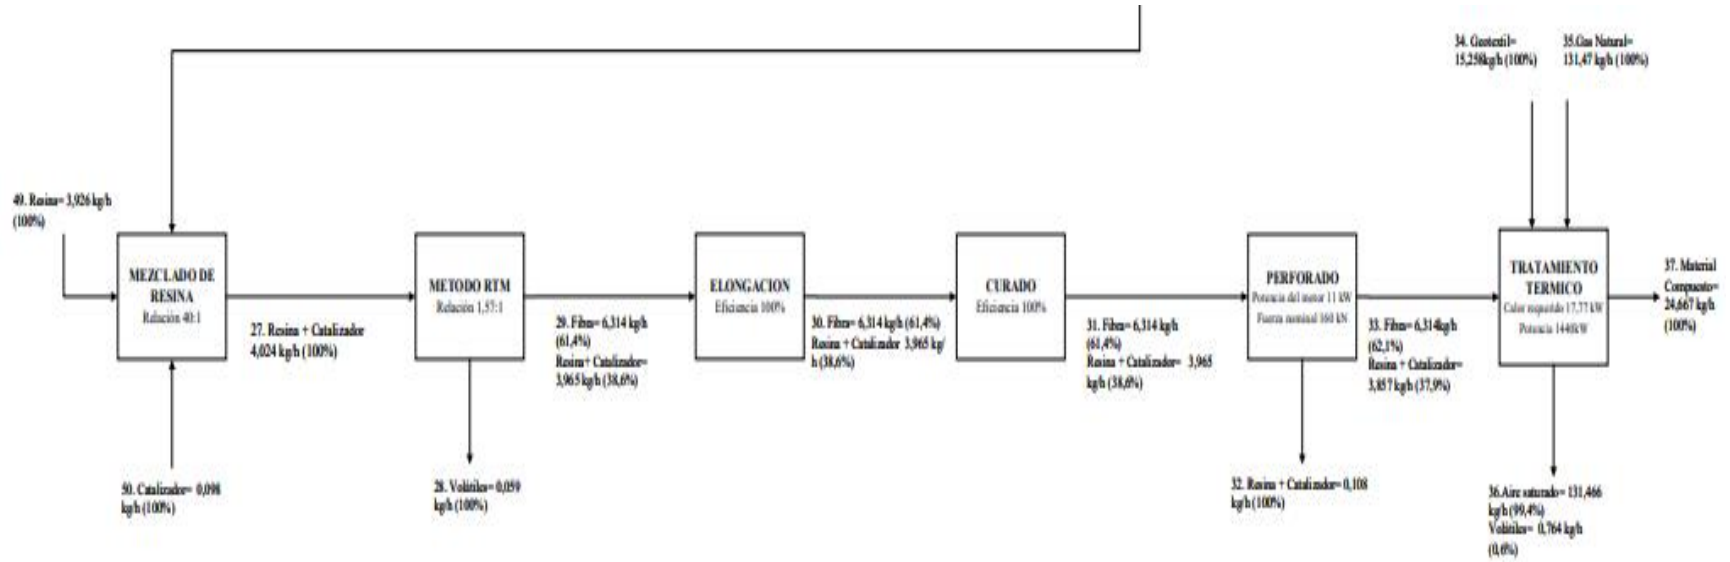 34. Geotextil=
15,258kg/h (100%)
35.Gas Natural=
131,47 kg/h (100%)
49. Resina= 3,926 kg/h
(100%)
MEZCLADO DE
RESINA
Relación 40:1
27. Resina + Catalizador
4,024 kg/h (100%)
50. Catalizador= 0,098
kg/h (100%)
METODO RTM
Relación 1,57:1
28. Volátiles= 0,059
kg/h (100%)
29. Fibra= 6,314 kg/h
(61,4%)
Resina+ Catalizador=
3,965 kg/h (38,6%)
ELONGACION
Eficiencia 100%
30. Fibra= 6,314 kg/h (61,4%)
Resina + Catalizador 3,965 kg/
h (38,6%)
CURADO
Eficiencia 100%
31. Fibra= 6,314 kg/h
(61,4%)
Resina + Catalizador= 3,965
kg/h (38,6%)
PERFORADO
Potencia del motor 11 kW
Fuerza nominal 160 kN
32. Resina + Catalizador= 0,108
kg/h (100%)
33. Fibra= 6,314kg/h
(62,1%)
Resina + Catalizador=
3,857 kg/h (37,9%)
TRATAMIENTO
TERMICO
Calor requerido 17,77 kW
Potencia 1446kW
36.Aire saturado= 131,466
kg/h (99,4%)
Volátiles= 0,764 kg/h
(0,6%)
37. Material
Compuesto=
24,667 kg/h
(100%)